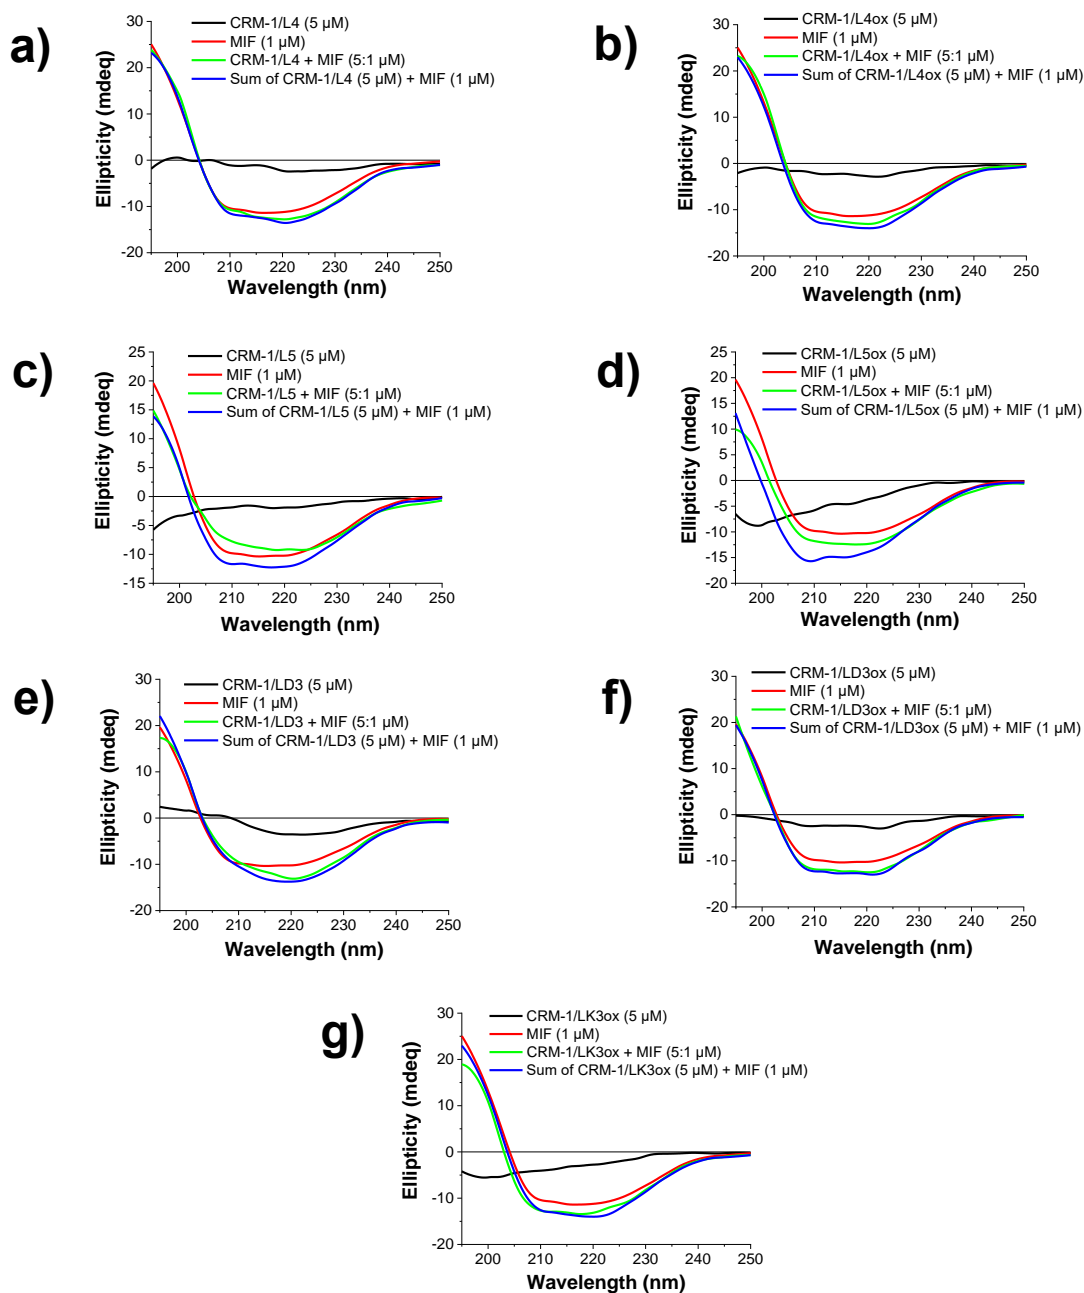 a)
CRM-1/L4 (5 µM)
MIF (1 µM)
CRM-1/L4 + MIF (5:1 µM)
Sum of CRM-1/L4 (5 µM) + MIF (1 µM)
Ellipticity (mdeq)
30
20
10
0
-10
-20
200 210 220 230 240 250
Wavelength (nm)
b)
CRM-1/L4ox (5 µM)
MIF (1 µM)
CRM-1/L4ox + MIF (5:1 µM)
Sum of CRM-1/L4ox (5 µM) + MIF (1 µM)
Ellipticity (mdeq)
30
20
10
0
-10
-20
200 210 220 230 240 250
Wavelength (nm)
c)
CRM-1/L5 (5 µM)
MIF (1 µM)
CRM-1/L5 + MIF (5:1 µM)
Sum of CRM-1/L5 (5 µM) + MIF (1 µM)
Ellipticity (mdeq)
25
20
15
10
5
0
-5
-10
-15
200 210 220 230 240 250
Wavelength (nm)
d)
CRM-1/L5ox (5 µM)
MIF (1 µM)
CRM-1/L5ox + MIF (5:1 µM)
Sum of CRM-1/L5ox (5 µM) + MIF (1 µM)
Ellipticity (mdeq)
25
20
15
10
5
0
-5
-10
-15
-20
200 210 220 230 240 250
Wavelength (nm)
e)
CRM-1/LD3 (5 µM)
MIF (1 µM)
CRM-1/LD3 + MIF (5:1 µM)
Sum of CRM-1/LD3 (5 µM) + MIF (1 µM)
Ellipticity (mdeq)
30
20
10
0
-10
-20
200 210 220 230 240 250
Wavelength (nm)
f)
CRM-1/LD3ox (5 µM)
MIF (1 µM)
CRM-1/LD3ox + MIF (5:1 µM)
Sum of CRM-1/LD3ox (5 µM) + MIF (1 µM)
Ellipticity (mdeq)
30
20
10
0
-10
-20
200 210 220 230 240 250
Wavelength (nm)
g)
CRM-1/LK3ox (5 µM)
MIF (1 µM)
CRM-1/LK3ox + MIF (5:1 µM)
Sum of CRM-1/LK3ox (5 µM) + MIF (1 µM)
Ellipticity (mdeq)
30
20
10
0
-10
-20
200 210 220 230 240 250
Wavelength (nm)